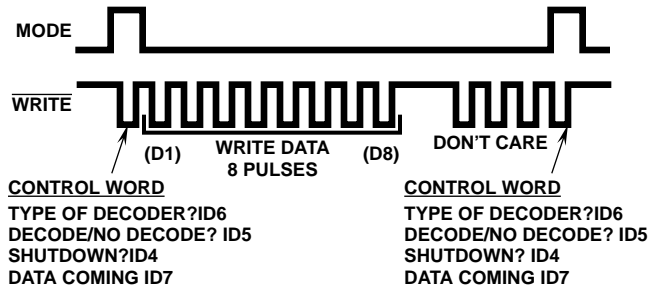 MODE
WRITE
(D1) WRITE DATA 8 PULSES (D8)
DON'T CARE
CONTROL WORD
TYPE OF DECODER?ID6
DECODE/NO DECODE? ID5
SHUTDOWN?ID4
DATA COMING ID7
CONTROL WORD
TYPE OF DECODER?ID6
DECODE/NO DECODE? ID5
SHUTDOWN? ID4
DATA COMING ID7